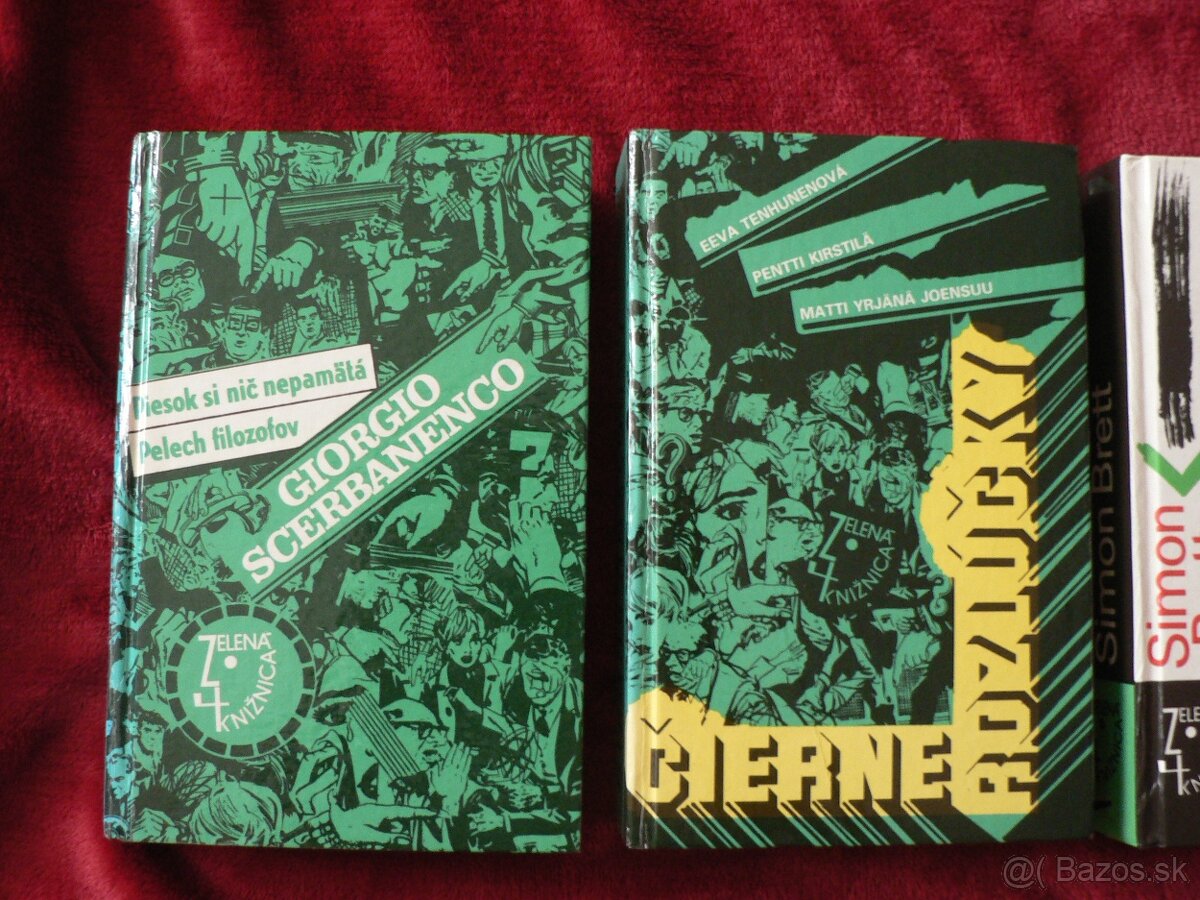 Piesok si nič nepamätá
Pelech filozofov
GIORGIO
SCERBANENCO
ZELENÁ
KNIŽNICA
EEVA TENHUNENOVÁ
PENTTI KIRSTILÄ
MATTI YRJÄNÄ JOENSUU
ZELENÁ
KNIŽNICA
ČIERNE
ROZLÚČKY
Simon Brett
Simon
@( Bazos.sk